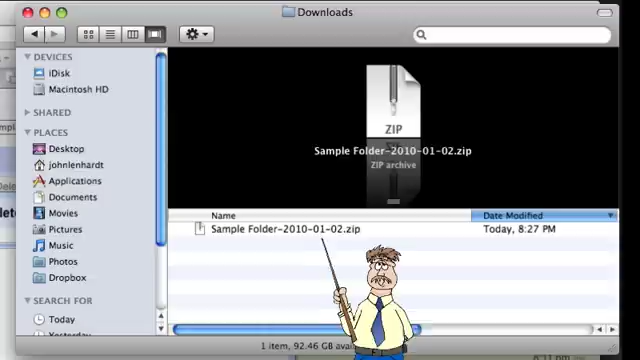 Downloads
DEVICES
iDisk
Macintosh HD
SHARED
PLACES
Desktop
johnlenhardt
Applications
Documents
Movies
Pictures
Music
Photos
Dropbox
SEARCH FOR
Today
Yesterday
ZIP
Sample Folder-2010-01-02.zip
ZIP archive
Name
Date Modified
Sample Folder-2010-01-02.zip
Today, 8:27 PM
1 item, 92.46 GB